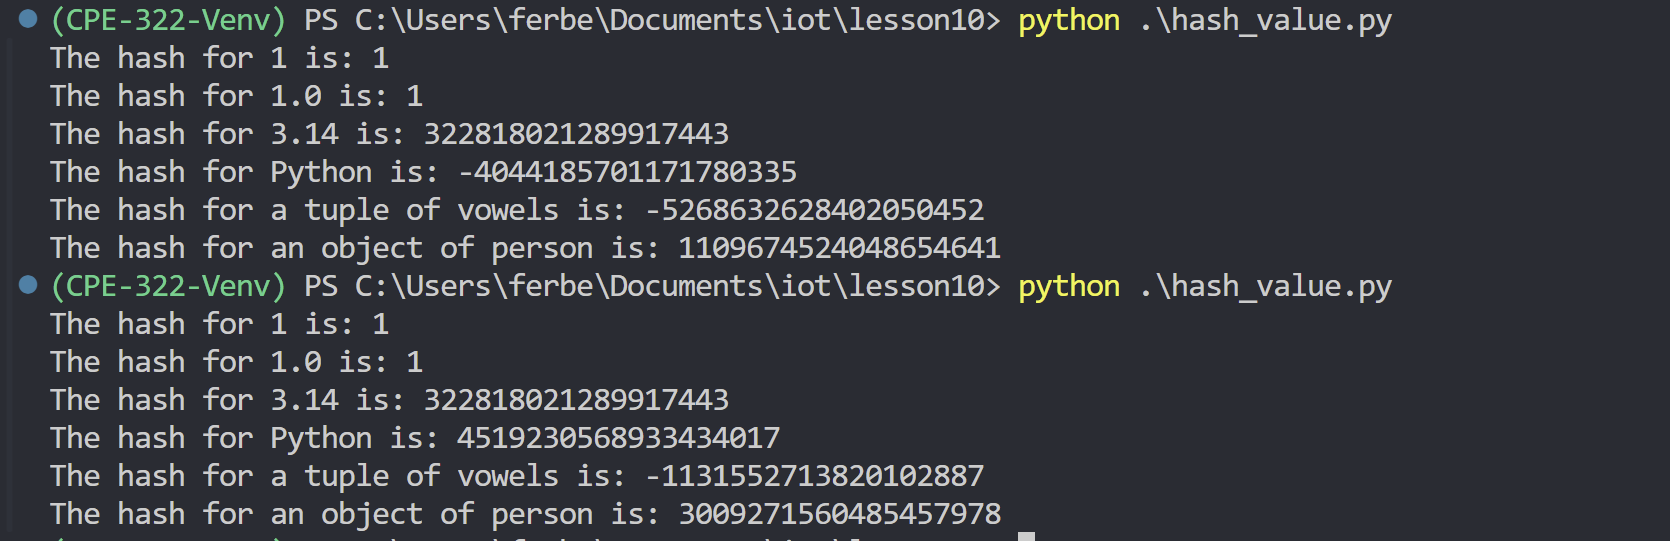 (CPE-322-Venv) PS C:\Users\ferbe\Documents\iot\lesson10> python .\hash_value.py
The hash for 1 is: 1
The hash for 1.0 is: 1
The hash for 3.14 is: 322818021289917443
The hash for Python is: -4044185701171780335
The hash for a tuple of vowels is: -5268632628402050452
The hash for an object of person is: 1109674524048654641
(CPE-322-Venv) PS C:\Users\ferbe\Documents\iot\lesson10> python .\hash_value.py
The hash for 1 is: 1
The hash for 1.0 is: 1
The hash for 3.14 is: 322818021289917443
The hash for Python is: 4519230568933434017
The hash for a tuple of vowels is: -1131552713820102887
The hash for an object of person is: 3009271560485457978